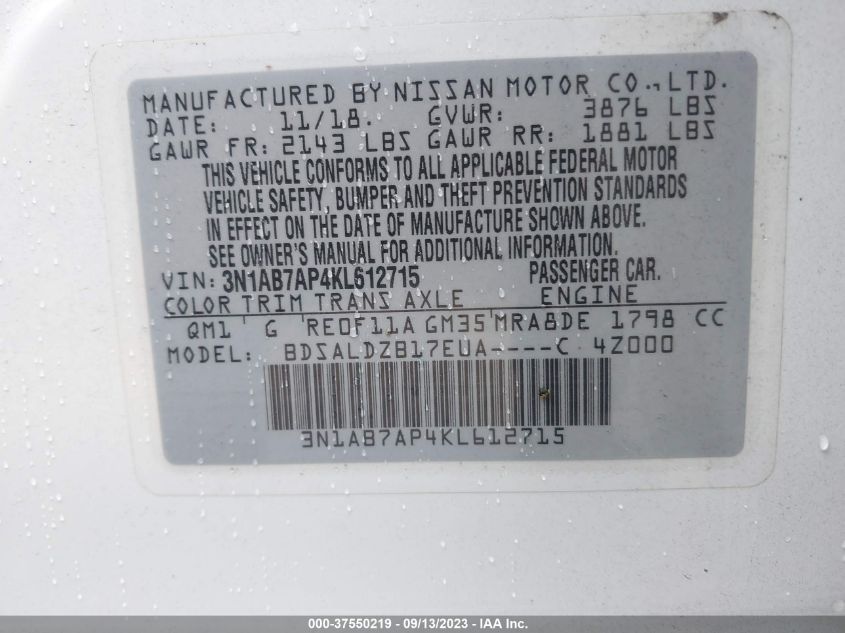 MANUFACTURED BY NISSAN MOTOR CO., LTD.
DATE: 11/18. GVWR: 3876 LBS
GAWR FR: 2143 LBS GAWR RR: 1881 LBS
THIS VEHICLE CONFORMS TO ALL APPLICABLE FEDERAL MOTOR
VEHICLE SAFETY, BUMPER AND THEFT PREVENTION STANDARDS
IN EFFECT ON THE DATE OF MANUFACTURE SHOWN ABOVE.
SEE OWNER'S MANUAL FOR ADDITIONAL INFORMATION.
VIN: 3N1AB7AP4KL612715 PASSENGER CAR.
COLOR TRIM TRANS AXLE ENGINE
QM1 G RE0F11A GM35 MRA8DE 1798 CC
MODEL: BDSALDZB17EUA----C 4Z000
3N1AB7AP4KL612715
000-37550219 - 09/13/2023 - IAA Inc.